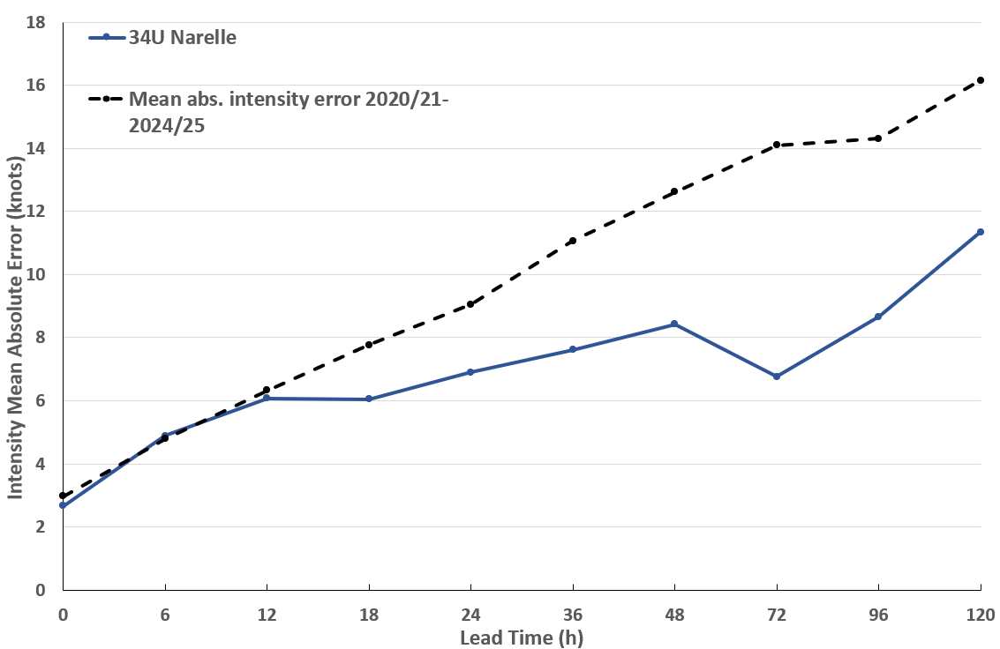 34U Narelle
Mean abs. intensity error 2020/21-
2024/25
Intensity Mean Absolute Error (knots)
18
16
14
12
10
8
6
4
2
0
0 6 12 18 24 36 48 72 96 120
Lead Time (h)